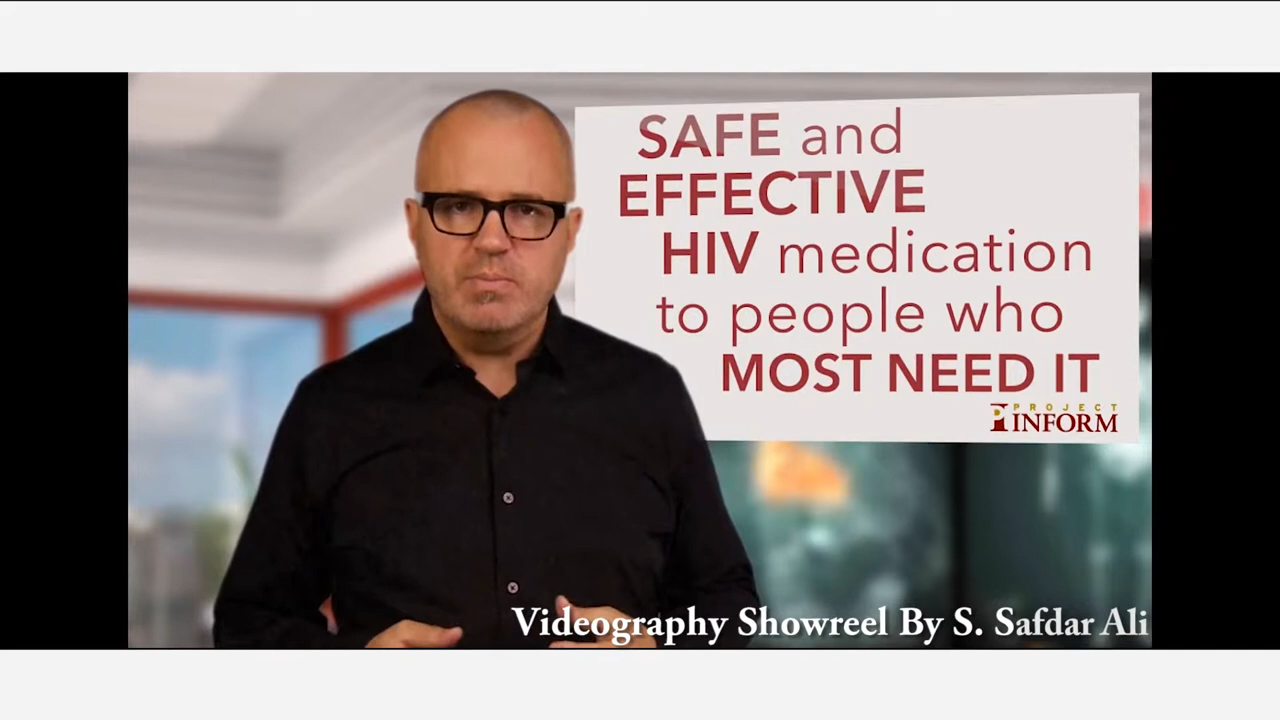 SAFE and
EFFECTIVE
HIV medication
to people who
MOST NEED IT
PROJECT
INFORM
Videography Showreel By S. Safdar Ali